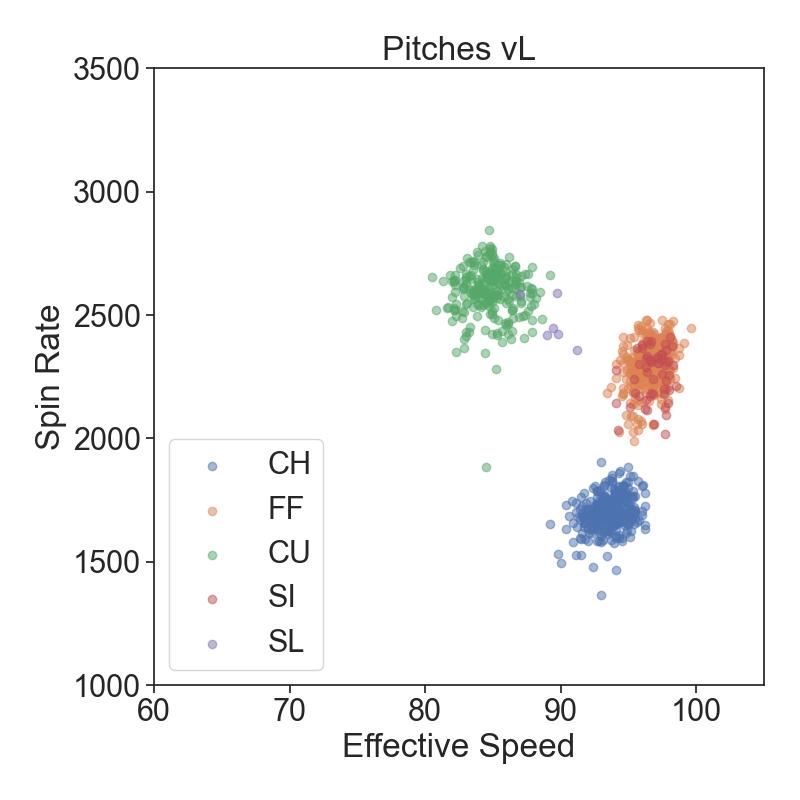 Pitches vL
3500
3000
2500
2000
1500
1000
Spin Rate
CH
FF
CU
SI
SL
60 70 80 90 100
Effective Speed